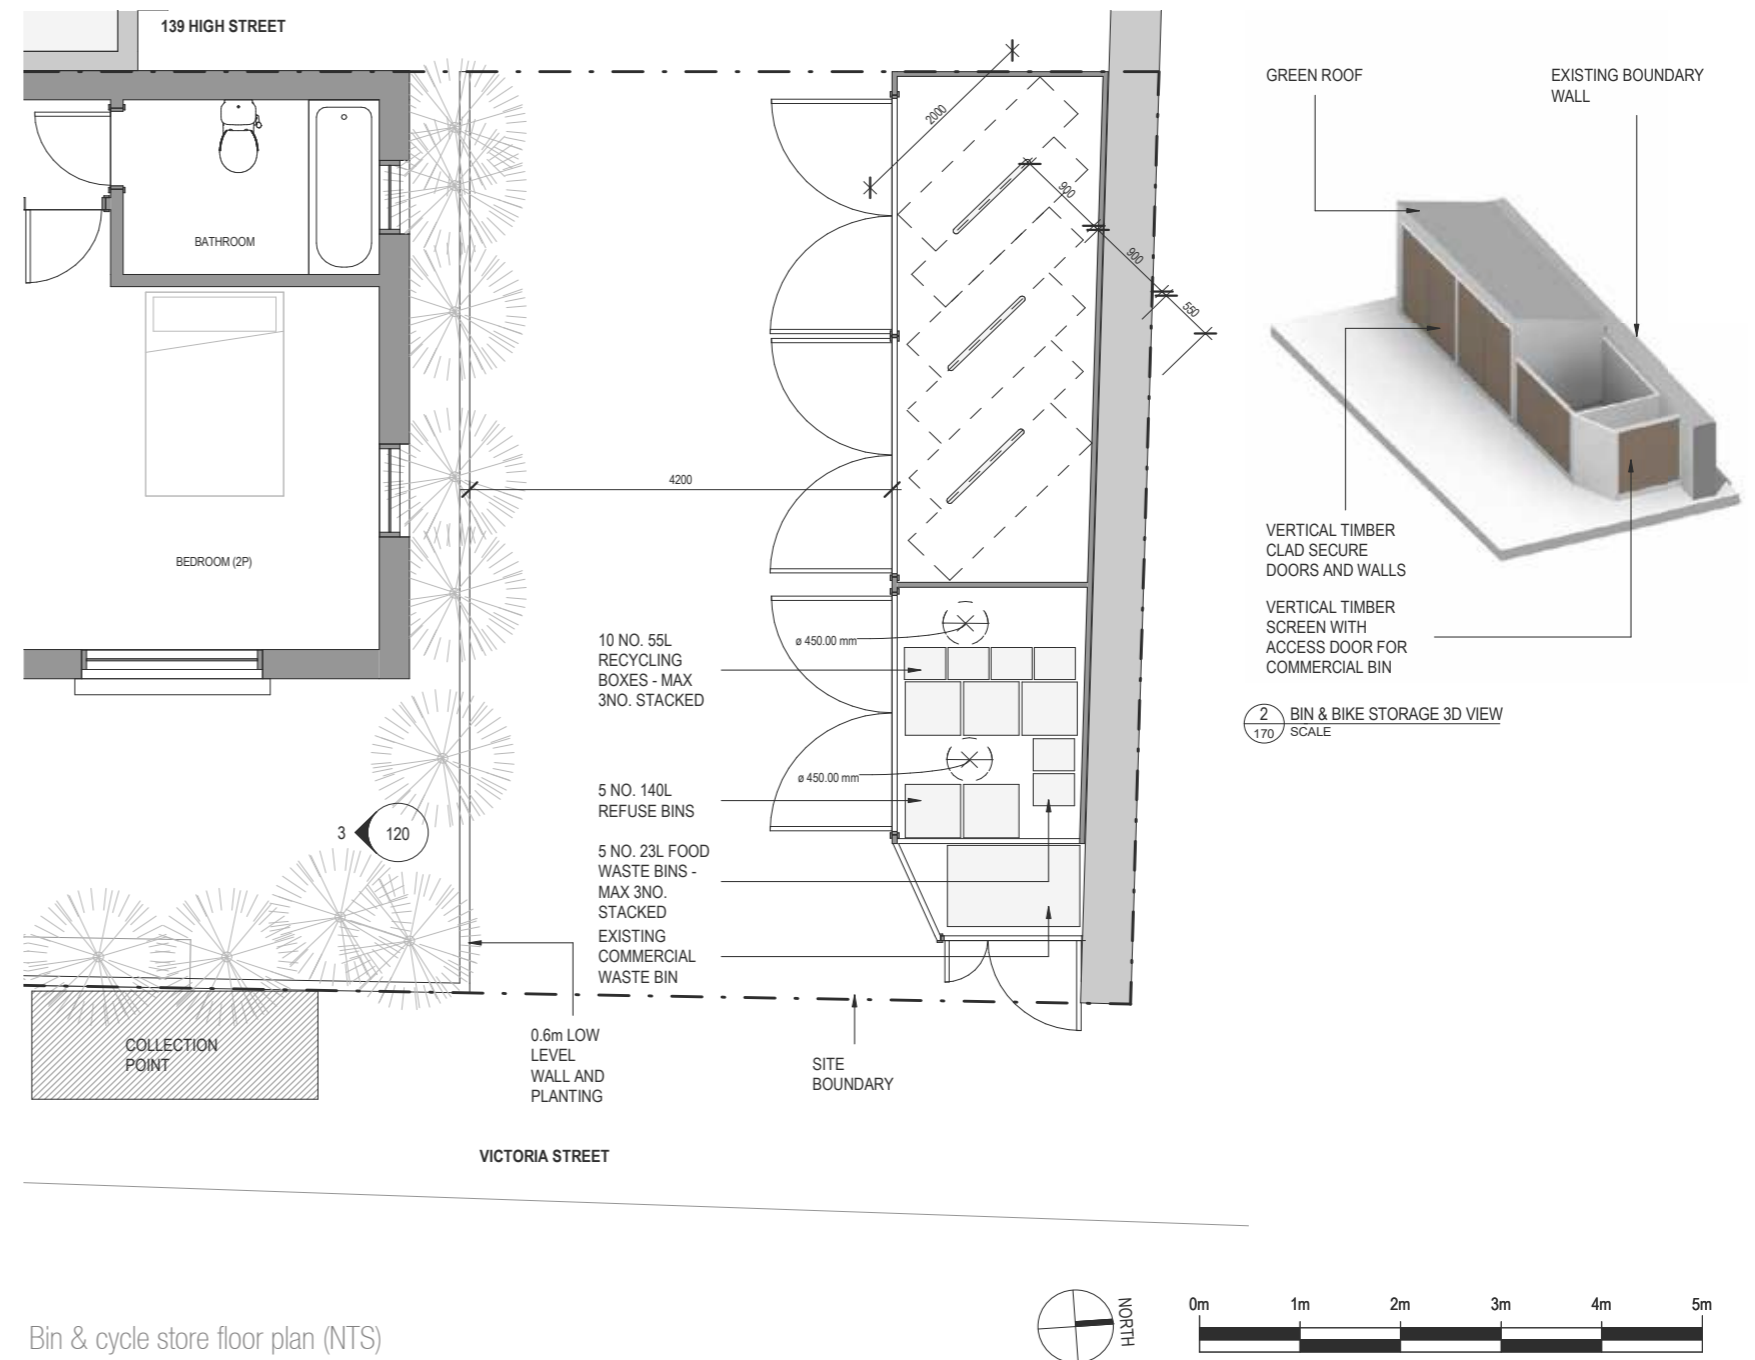 139 HIGH STREET
GREEN ROOF
EXISTING BOUNDARY
WALL
2000
900
900
550
BATHROOM
4200
BEDROOM (2P)
VERTICAL TIMBER
CLAD SECURE
DOORS AND WALLS
VERTICAL TIMBER
SCREEN WITH
ACCESS DOOR FOR
COMMERCIAL BIN
2
170
BIN & BIKE STORAGE 3D VIEW
SCALE
10 NO. 55L
RECYCLING
BOXES - MAX
3NO. STACKED
ø 450.00 mm
ø 450.00 mm
5 NO. 140L
REFUSE BINS
3
120
5 NO. 23L FOOD
WASTE BINS -
MAX 3NO.
STACKED
EXISTING
COMMERCIAL
WASTE BIN
COLLECTION
POINT
0.6m LOW
LEVEL
WALL AND
PLANTING
SITE
BOUNDARY
VICTORIA STREET
Bin & cycle store floor plan (NTS)
NORTH
0m 1m 2m 3m 4m 5m